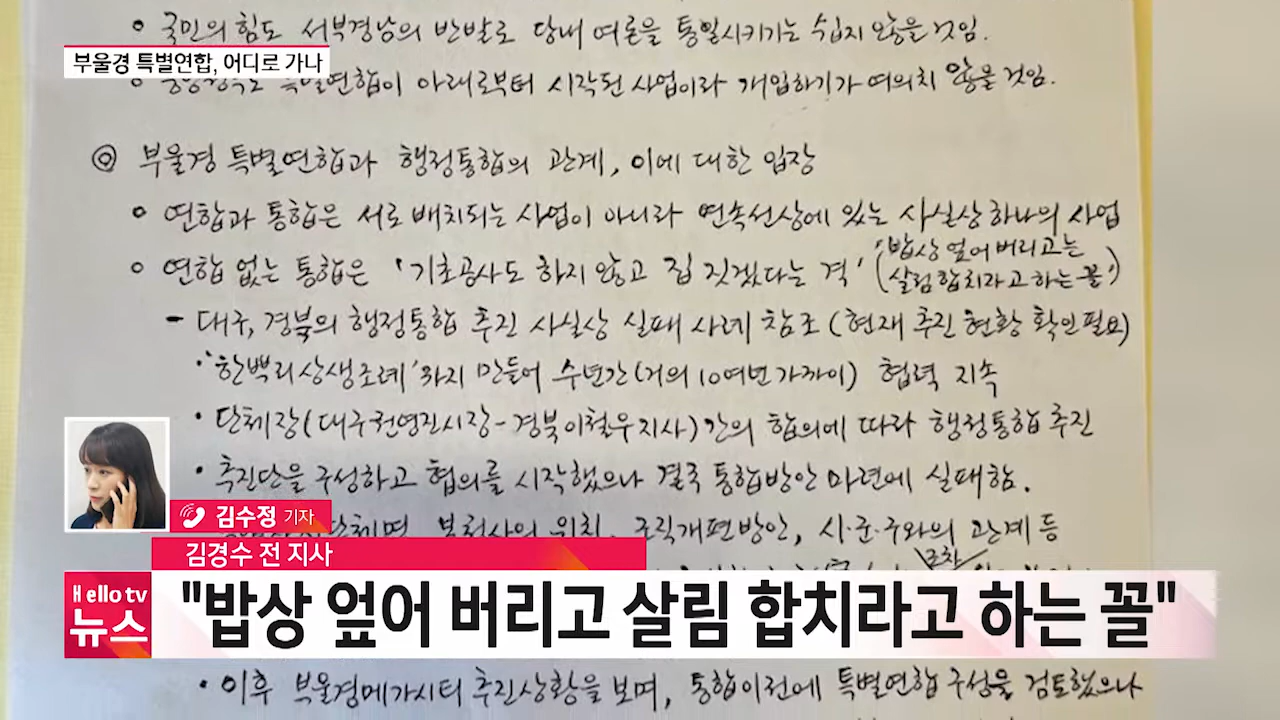 국민의 힘도 서부경남의 반발로 당내 여론을 통일시키기는 쉽지 않을것임.
부울경 특별연합, 어디로 가나
특별연합이 아래로부터 시작된 사업이라 개입하기가 여의치 않을 것임.
◎ 부울경 특별연합과 행정통합의 관계, 이에 대한 입장
○ 연합과 통합은 서로 배치되는 사업이 아니라 연속선상에 있는 사실상 하나의 사업
○ 연합 없는 통합은 '기초공사도 하지 않고 집 짓겠다는 격' ('밥상 엎어 버리고는
살림 합치라고 하는 꼴')
- 대구, 경북의 행정통합 추진 사실상 실패 사례 참조 (현재 추진 현황 확인 필요)
· '한뿌리상생조례'까지 만들어 수년간(거의 10여년 가까이) 협력 지속
· 단체장(대구권영진시장-경북이철우지사)간의 합의에 따라 행정통합 추진
· 추진단을 구성하고 협의를 시작했으나 결국 통합방안 마련에 실패함.
위치, 조직개편방안, 시·군·구와의 관계 등
김수정 기자
김경수 전 지사
Hello tv
뉴스
"밥상 엎어 버리고 살림 합치라고 하는 꼴"
· 이후 부울경메가시티 추진상황을 보며, 통합이전에 특별연합 구성을 검토했으나